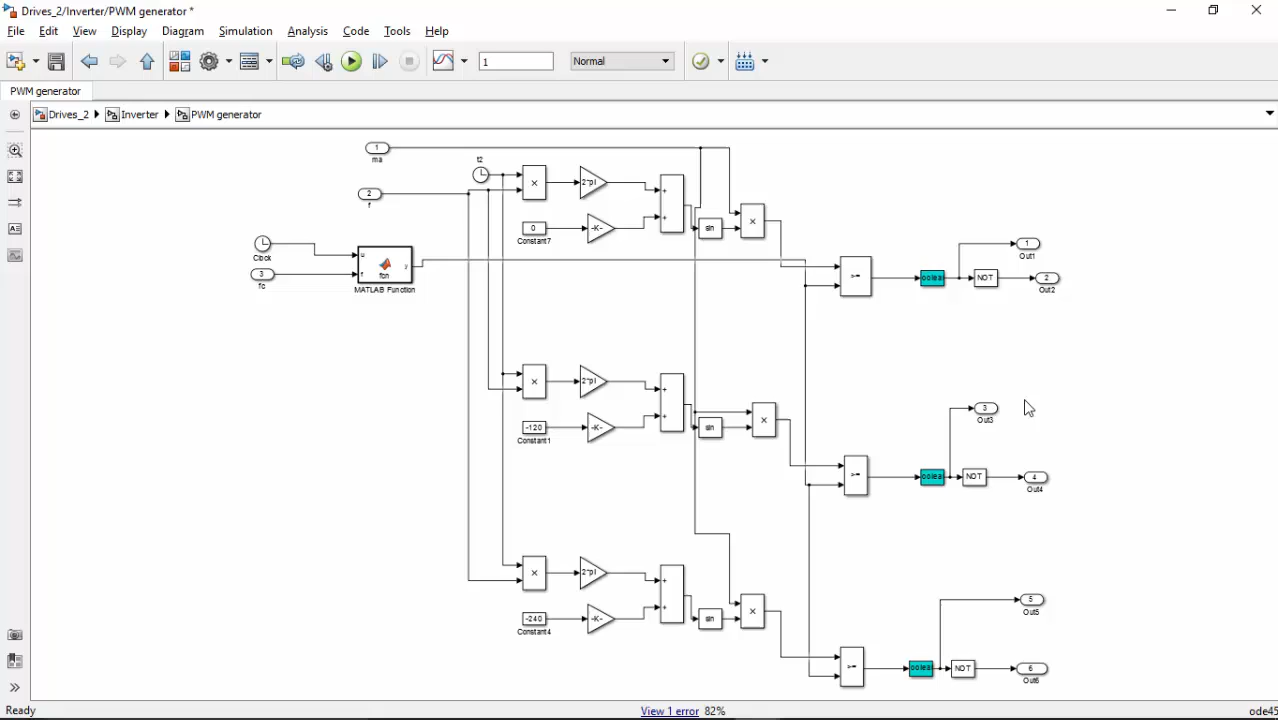 Drives_2/Inverter/PWM generator *
File Edit View Display Diagram Simulation Analysis Code Tools Help
1 Normal
PWM generator
Drives_2 Inverter PWM generator
1
ma
t2
2
f
×
2*pi
+
+
0
Constant7
-K-
sin
×
Clock
3
fc
u
f
fcn
y
MATLAB Function
>=
oolea
NOT
1
Out1
2
Out2
×
2*pi
+
+
-120
Constant1
-K-
sin
×
>=
oolea
NOT
3
Out3
4
Out4
×
2*pi
+
+
-240
Constant4
-K-
sin
×
>=
oolea
NOT
5
Out5
6
Out6
Ready View 1 error 82% ode45